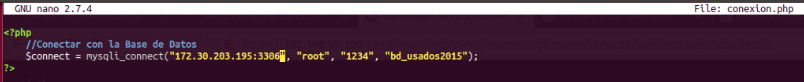 GNU nano 2.7.4 File: conexion.php
<?php
//Conectar con la Base de Datos
$connect = mysqli_connect("172.30.203.195:3306", "root", "1234", "bd_usados2015");
?>